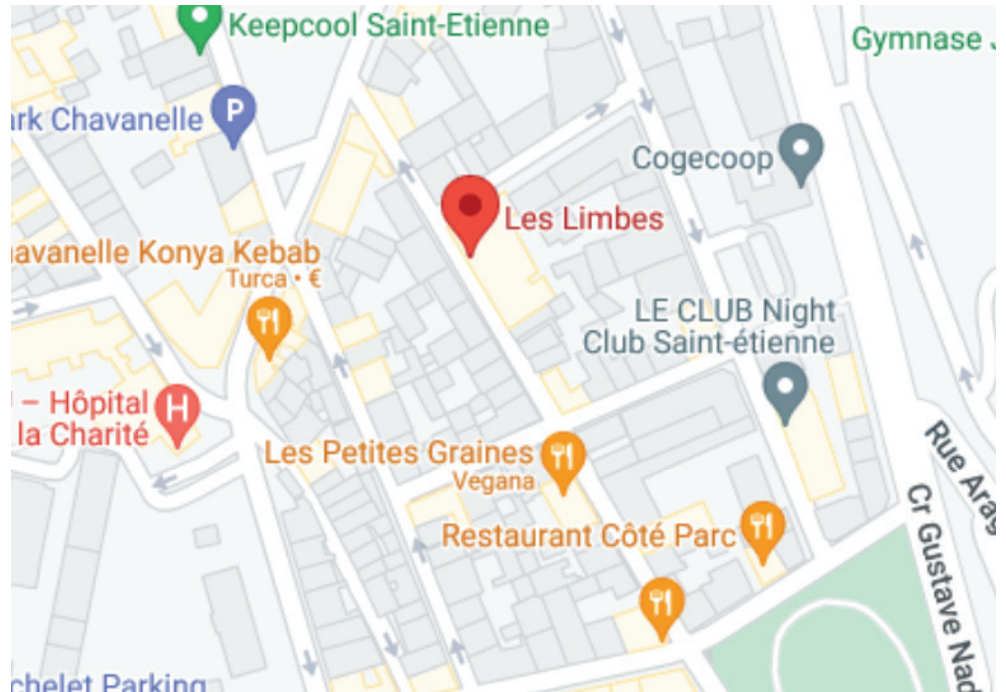 Keepcool Saint-Etienne
Gymnase J
ark Chavanelle
P
Cogecoop
Les Limbes
avanelle Konya Kebab
Turca • €
LE CLUB Night
Club Saint-étienne
– Hôpital
la Charité
H
Les Petites Graines
Vegana
Rue Arag
Restaurant Côté Parc
Cr Gustave Nad
chelet Parking